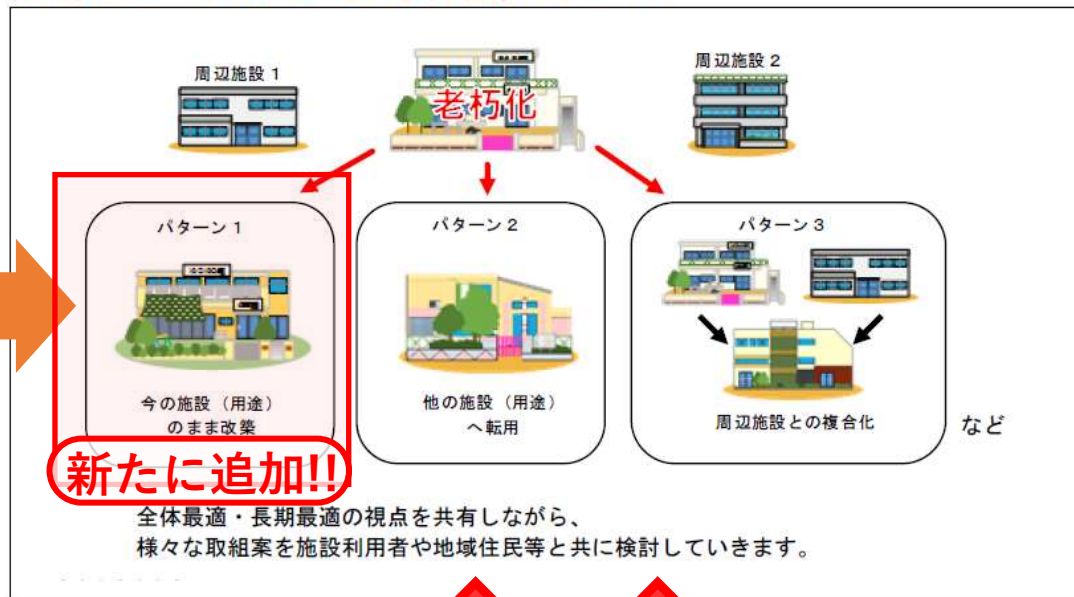 周辺施設1
老朽化
周辺施設2
パターン1
今の施設（用途）
のまま改築
新たに追加!!
パターン2
他の施設（用途）
へ転用
パターン3
周辺施設との複合化
など
全体最適・長期最適の視点を共有しながら、
様々な取組案を施設利用者や地域住民等と共に検討していきます。